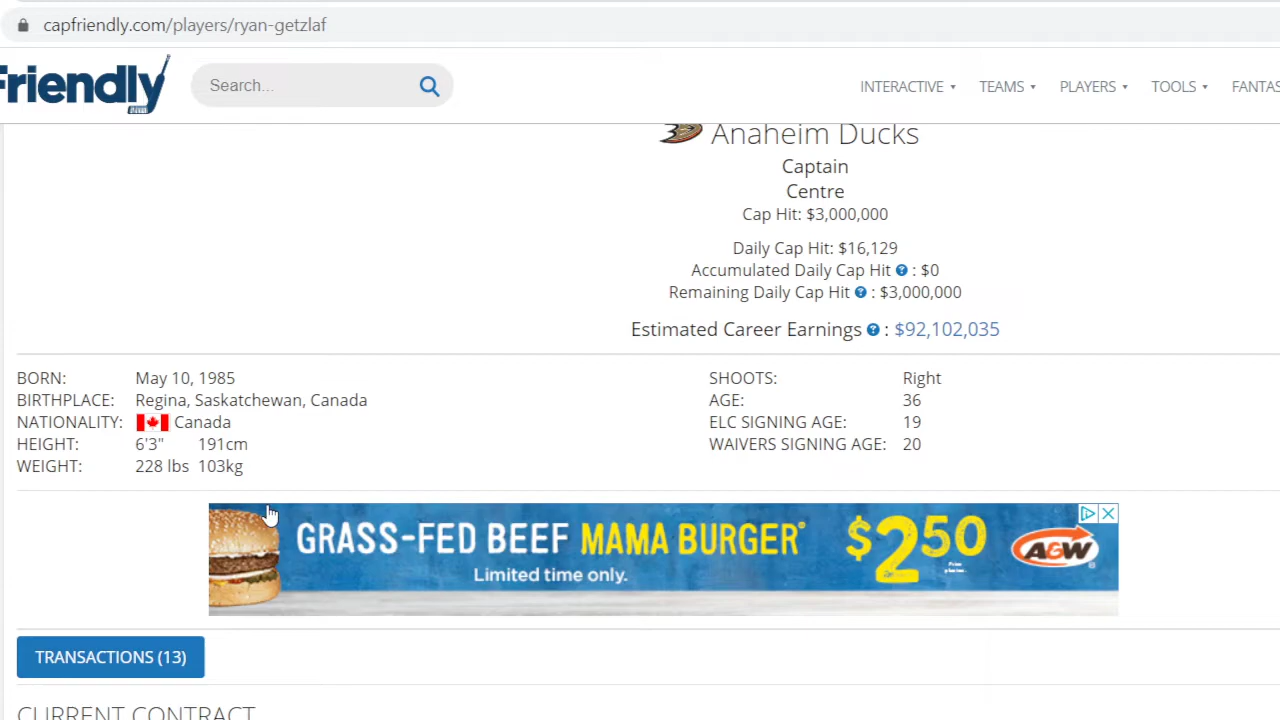 capfriendly.com/players/ryan-getzlaf
Friendly
Search...
INTERACTIVE
TEAMS
PLAYERS
TOOLS
FANTAS
Anaheim Ducks
Captain
Centre
Cap Hit: $3,000,000
Daily Cap Hit: $16,129
Accumulated Daily Cap Hit ? : $0
Remaining Daily Cap Hit ? : $3,000,000
Estimated Career Earnings ? : $92,102,035
BORN: May 10, 1985
BIRTHPLACE: Regina, Saskatchewan, Canada
NATIONALITY: Canada
HEIGHT: 6'3" 191cm
WEIGHT: 228 lbs 103kg
SHOOTS: Right
AGE: 36
ELC SIGNING AGE: 19
WAIVERS SIGNING AGE: 20
GRASS-FED BEEF MAMA BURGER®
Limited time only.
$2.50
A&W
TRANSACTIONS (13)
CURRENT CONTRACT